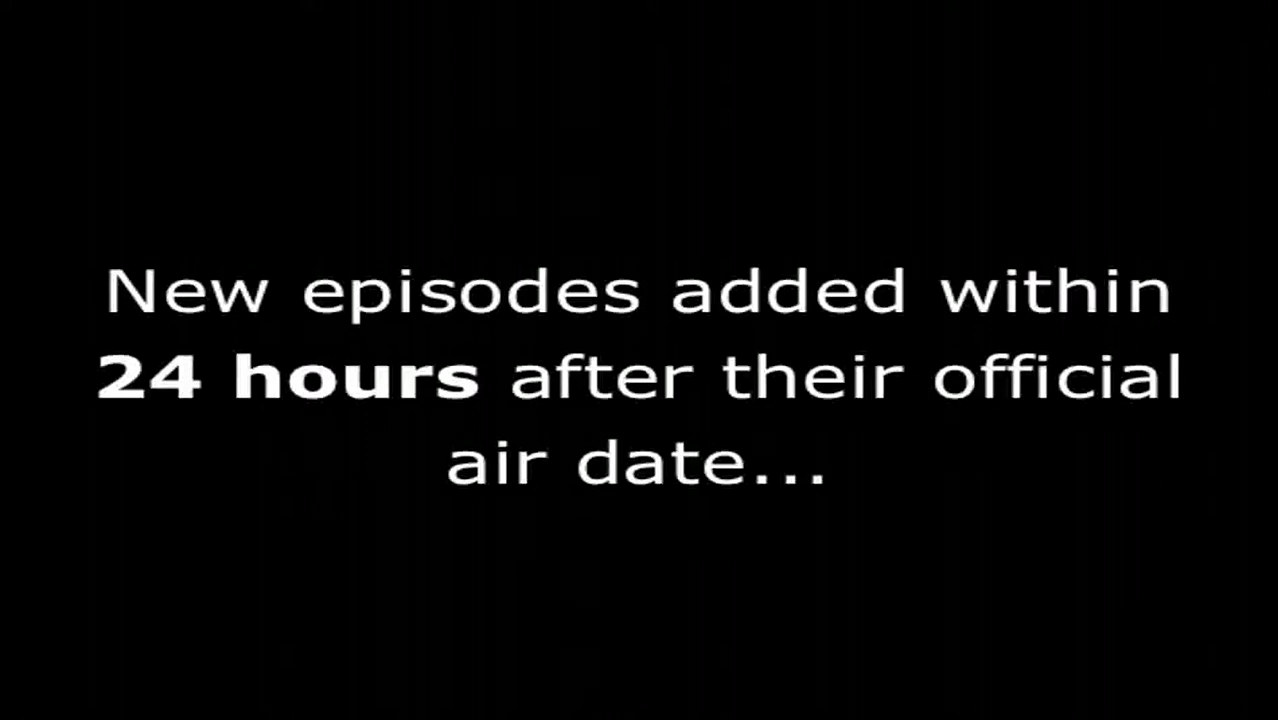 New episodes added within
24 hours after their official
air date...